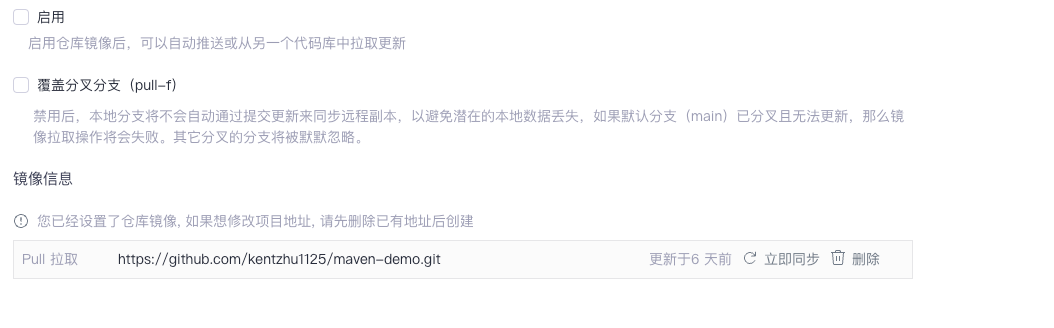 启用
启用仓库镜像后，可以自动推送或从另一个代码库中拉取更新
覆盖分叉分支（pull-f）
禁用后，本地分支将不会自动通过提交更新来同步远程副本，以避免潜在的本地数据丢失，如果默认分支（main）已分叉且无法更新，那么镜
像拉取操作将会失败。其它分叉的分支将被默默忽略。
镜像信息
您已经设置了仓库镜像, 如果想修改项目地址, 请先删除已有地址后创建
Pull 拉取 https://github.com/kentzhu1125/maven-demo.git 更新于6 天前 立即同步 删除